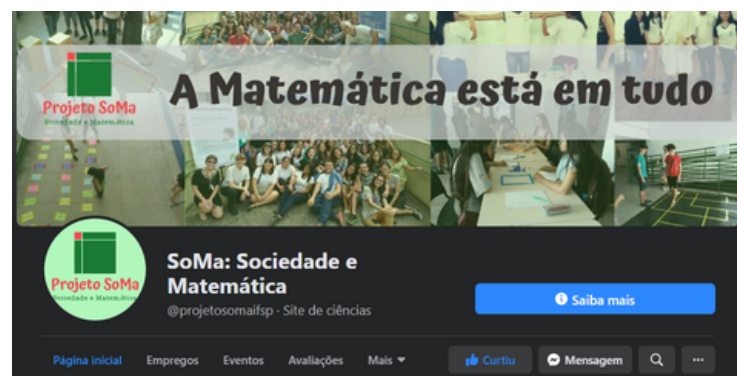 A Matemática está em tudo
Projeto SoMa
Sociedade e Matemática
Projeto SoMa
Sociedade e Matemática
SoMa: Sociedade e
Matemática
@projetosomaifsp · Site de ciências
Saiba mais
Página inicial Empregos Eventos Avaliações Mais Curtiu Mensagem